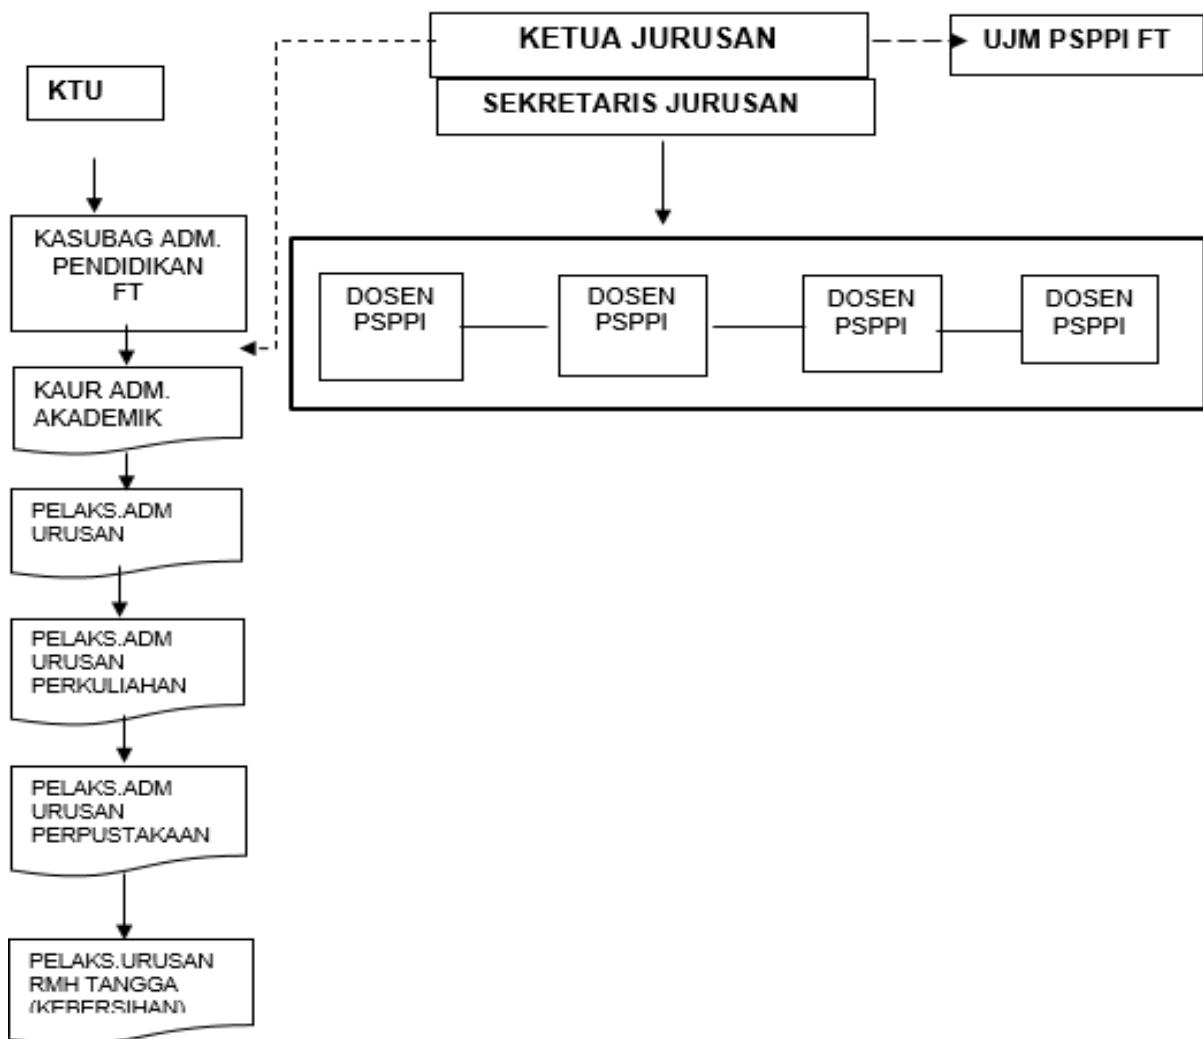 KETUA JURUSAN
UJM PSPPI FT
KTU
SEKRETARIS JURUSAN
KASUBAG ADM.
PENDIDIKAN
FT
DOSEN
PSPPI
DOSEN
PSPPI
DOSEN
PSPPI
DOSEN
PSPPI
KAUR ADM.
AKADEMIK
PELAKS.ADM
URUSAN
PELAKS.ADM
URUSAN
PERKULIAHAN
PELAKS.ADM
URUSAN
PERPUSTAKAAN
PELAKS.URUSAN
RMH TANGGA
(KEBERSIHAN)